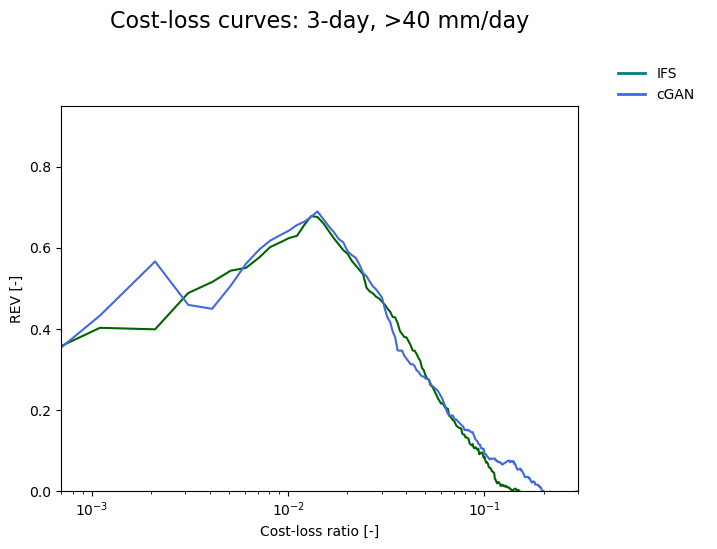 Cost-loss curves: 3-day, >40 mm/day
IFS
cGAN
REV [-]
0.8
0.6
0.4
0.2
0.0
10⁻³
10⁻²
10⁻¹
Cost-loss ratio [-]